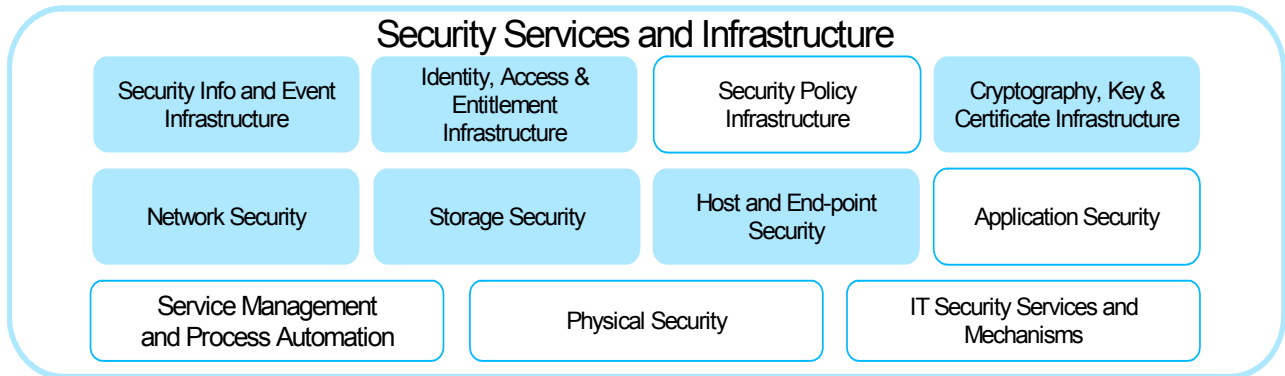 Security Services and Infrastructure
Security Info and Event
Infrastructure
Identity, Access &
Entitlement
Infrastructure
Security Policy
Infrastructure
Cryptography, Key &
Certificate Infrastructure
Network Security
Storage Security
Host and End-point
Security
Application Security
Service Management
and Process Automation
Physical Security
IT Security Services and
Mechanisms